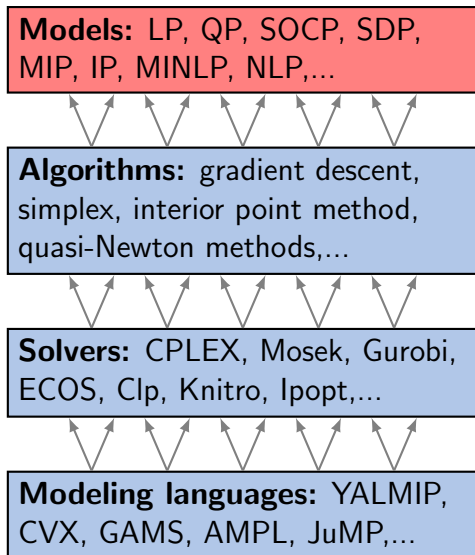 Models: LP, QP, SOCP, SDP,
MIP, IP, MINLP, NLP,...
Algorithms: gradient descent,
simplex, interior point method,
quasi-Newton methods,...
Solvers: CPLEX, Mosek, Gurobi,
ECOS, Clp, Knitro, Ipopt,...
Modeling languages: YALMIP,
CVX, GAMS, AMPL, JuMP,...